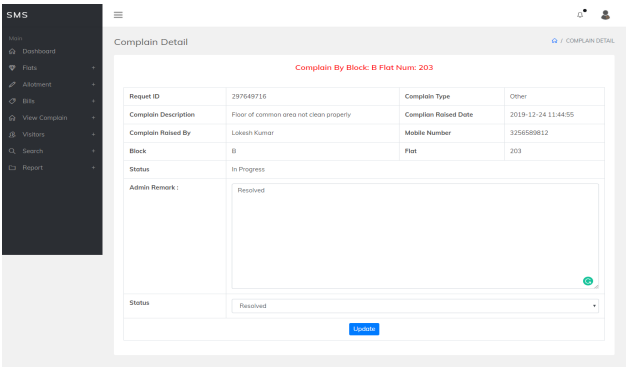 SMS
Main
Dashboard
Flats +
Allotment +
Bills +
View Complain +
Visitors +
Search +
Report +
Complain Detail
/ COMPLAIN DETAIL
Complain By Block: B Flat Num: 203
Requet ID 297649716 Complain Type Other
Complain Description Floor of common area not clean properly Complian Raised Date 2019-12-24 11:44:55
Complain Raised By Lokesh Kumar Mobile Number 3256589812
Block B Flat 203
Status In Progress
Admin Remark : Resolved
Status Resolved
Update